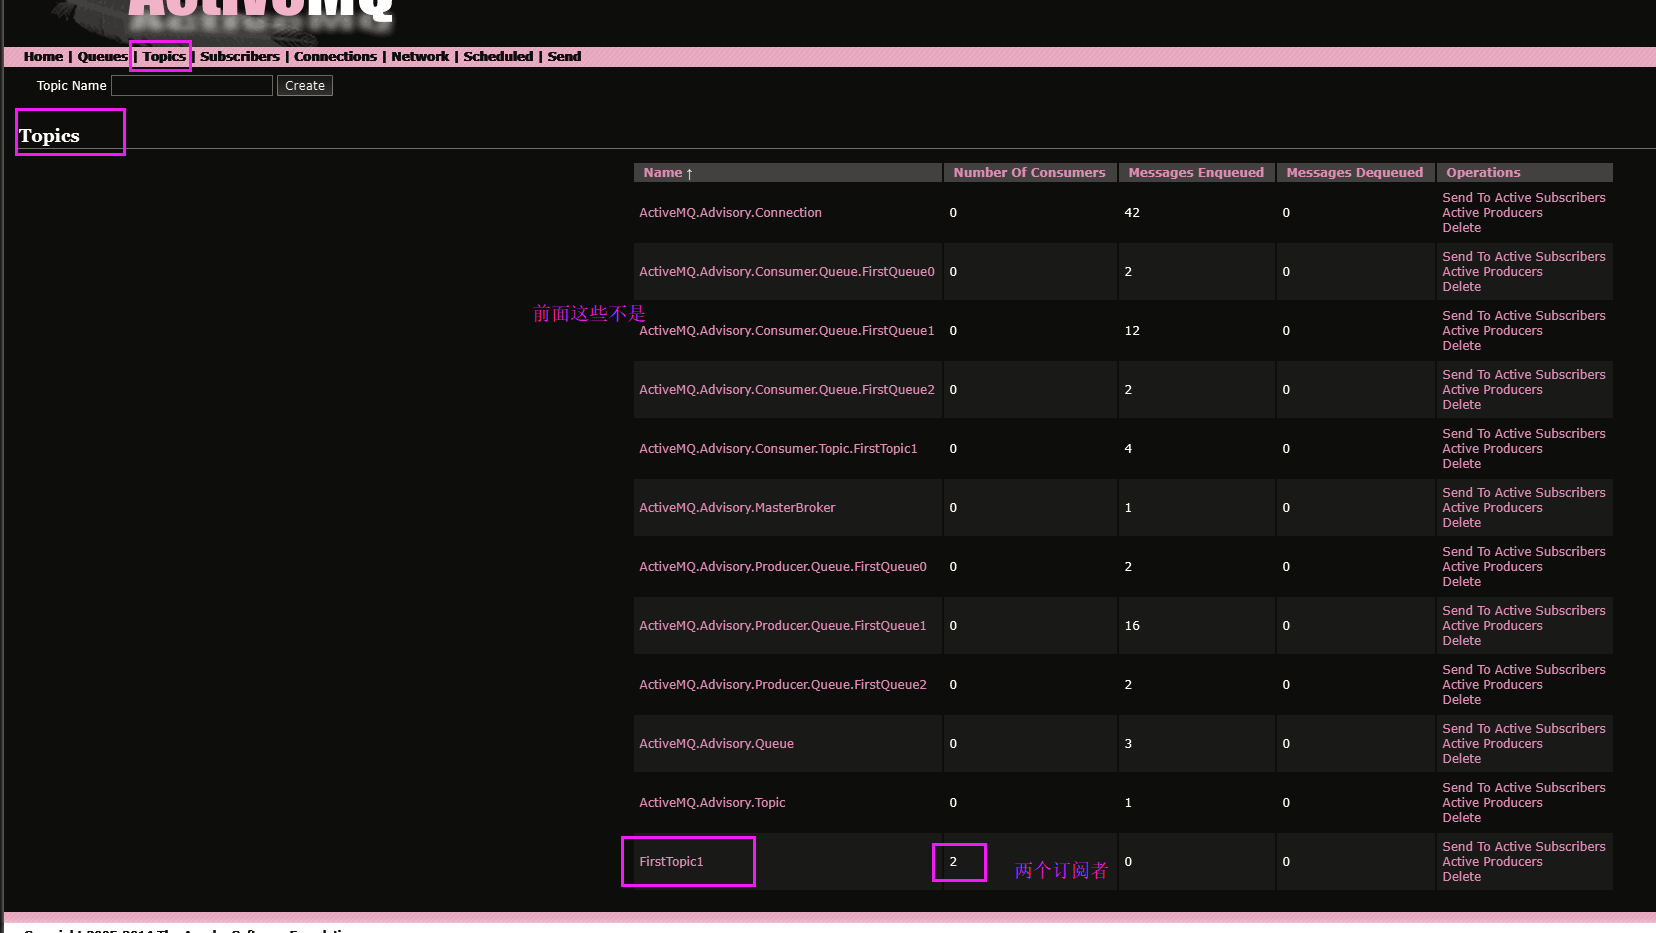 ActiveMQ
Home | Queues | Topics | Subscribers | Connections | Network | Scheduled | Send
Topic Name Create
Topics
Name ↑ Number Of Consumers Messages Enqueued Messages Dequeued Operations
ActiveMQ.Advisory.Connection 0 42 0 Send To Active Subscribers
Active Producers
Delete
ActiveMQ.Advisory.Consumer.Queue.FirstQueue0 0 2 0 Send To Active Subscribers
Active Producers
Delete
前面这些不是
ActiveMQ.Advisory.Consumer.Queue.FirstQueue1 0 12 0 Send To Active Subscribers
Active Producers
Delete
ActiveMQ.Advisory.Consumer.Queue.FirstQueue2 0 2 0 Send To Active Subscribers
Active Producers
Delete
ActiveMQ.Advisory.Consumer.Topic.FirstTopic1 0 4 0 Send To Active Subscribers
Active Producers
Delete
ActiveMQ.Advisory.MasterBroker 0 1 0 Send To Active Subscribers
Active Producers
Delete
ActiveMQ.Advisory.Producer.Queue.FirstQueue0 0 2 0 Send To Active Subscribers
Active Producers
Delete
ActiveMQ.Advisory.Producer.Queue.FirstQueue1 0 16 0 Send To Active Subscribers
Active Producers
Delete
ActiveMQ.Advisory.Producer.Queue.FirstQueue2 0 2 0 Send To Active Subscribers
Active Producers
Delete
ActiveMQ.Advisory.Queue 0 3 0 Send To Active Subscribers
Active Producers
Delete
ActiveMQ.Advisory.Topic 0 1 0 Send To Active Subscribers
Active Producers
Delete
FirstTopic1 2 两个订阅者 0 0 Send To Active Subscribers
Active Producers
Delete